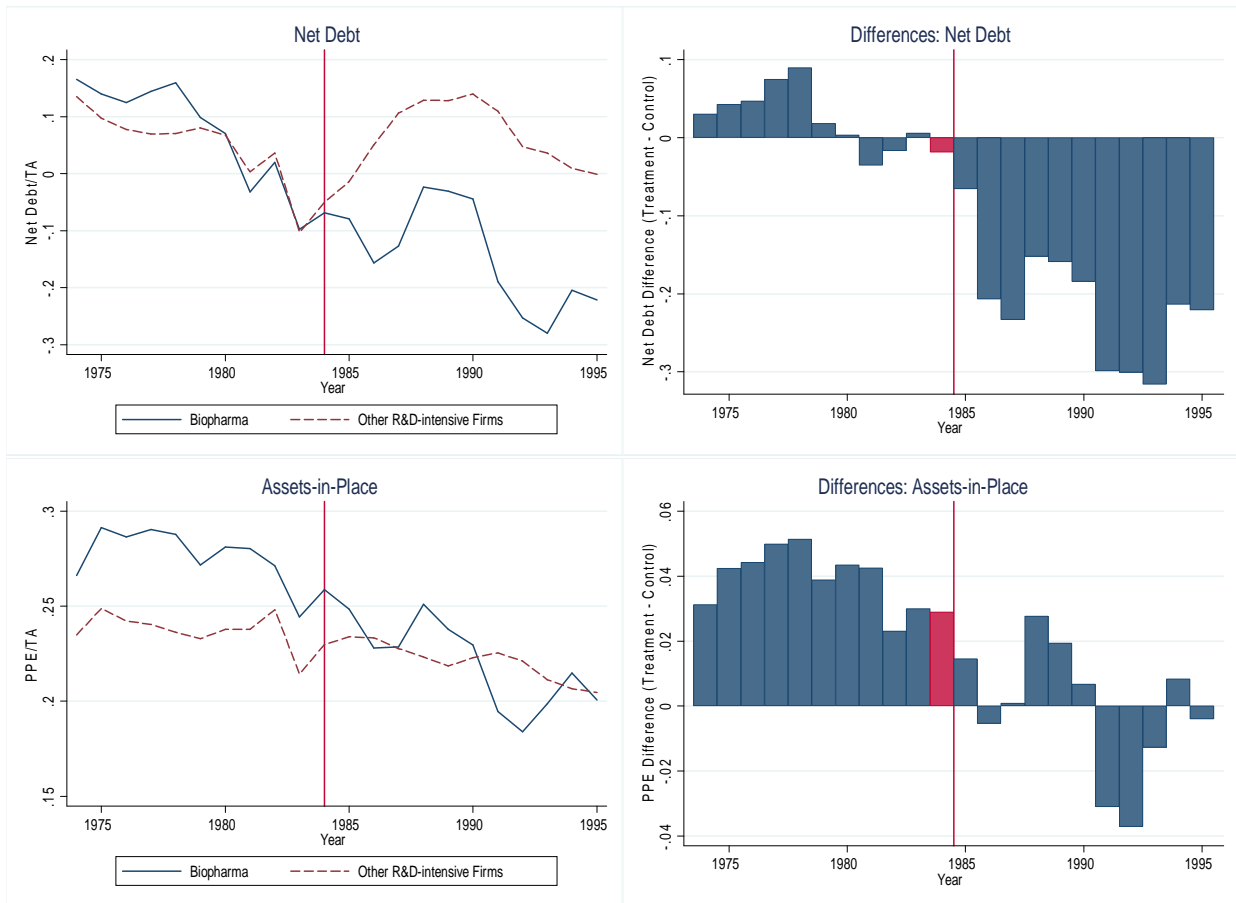 Net Debt
Net Debt/TA
.2
.1
0
-.1
-.2
-.3
1975 1980 1985 1990 1995
Year
Biopharma Other R&D-intensive Firms
Differences: Net Debt
Net Debt Difference (Treatment - Control)
.1
0
-.1
-.2
-.3
1975 1980 1985 1990 1995
Year
Assets-in-Place
PPE/TA
.3
.25
.2
.15
1975 1980 1985 1990 1995
Year
Biopharma Other R&D-intensive Firms
Differences: Assets-in-Place
PPE Difference (Treatment - Control)
.06
.04
.02
0
-.02
-.04
1975 1980 1985 1990 1995
Year